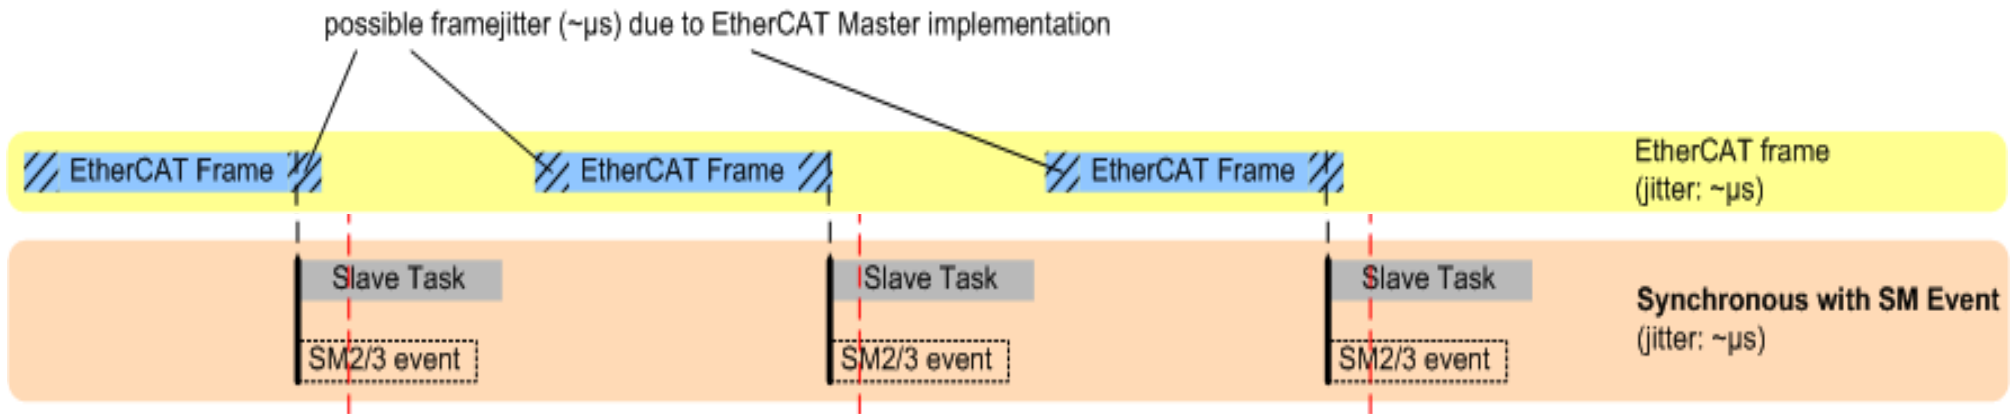 possible framejitter (~µs) due to EtherCAT Master implementation
EtherCAT Frame
EtherCAT Frame
EtherCAT Frame
EtherCAT frame
(jitter: ~µs)
Slave Task
Slave Task
Slave Task
Synchronous with SM Event
(jitter: ~µs)
SM2/3 event
SM2/3 event
SM2/3 event